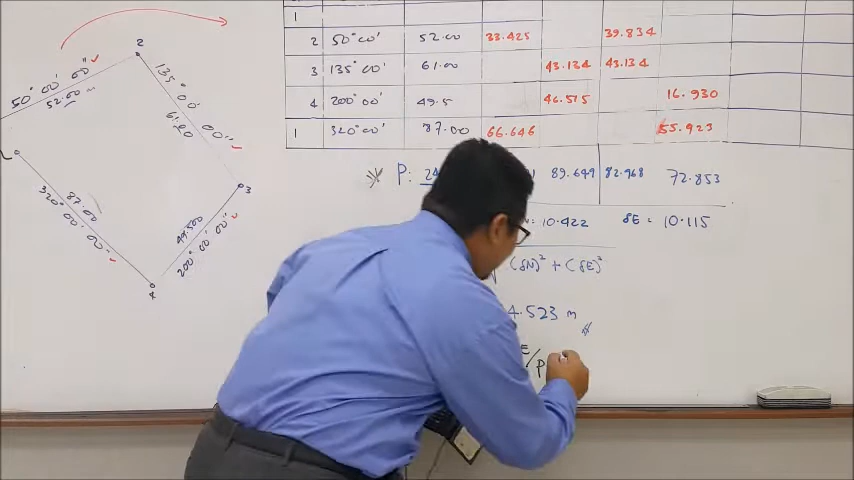 1
2 50°00' 52.00 33.425 39.834
3 135°00' 61.00 43.134 43.134
4 200°00' 49.5 46.515 16.930
1 320°00' 87.00 66.646 55.923
P: 89.649 82.968 72.853
= 10.422 δE = 10.115
(δN)² + (δE)²
4.523 m
E/P
2
50° 00' 00"
52.00 m
135° 00' 00"
61.00
3
87.00
320° 00' 00"
49.500
200° 00' 00"
4